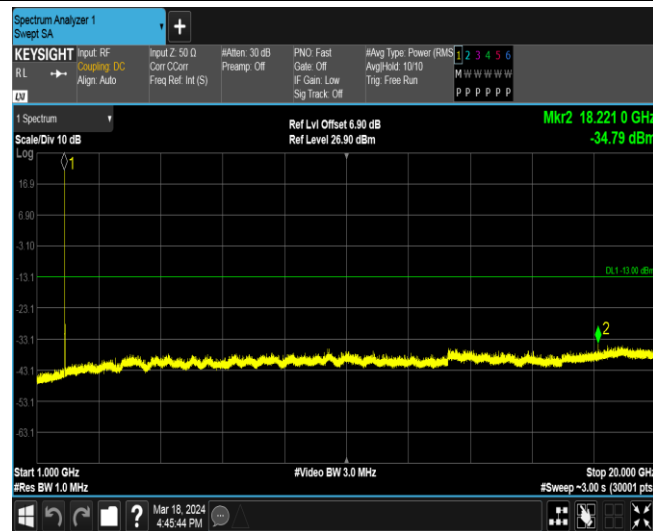 Spectrum Analyzer 1
Swept SA
+
KEYSIGHT
RL
LXI
Input: RF
Coupling: DC
Align: Auto
Input Z: 50 Ω
Corr CCorr
Freq Ref: Int (S)
#Atten: 30 dB
Preamp: Off
PNO: Fast
Gate: Off
IF Gain: Low
Sig Track: Off
#Avg Type: Power (RMS
Avg|Hold: 10/10
Trig: Free Run
1 2 3 4 5 6
M W W W W W
P P P P P P
1 Spectrum
Scale/Div 10 dB
Log
Ref Lvl Offset 6.90 dB
Ref Level 26.90 dBm
Mkr2 18.221 0 GHz
-34.79 dBm
1
16.9
6.90
-3.10
-13.1
DL1 -13.00 dBm
-23.1
-33.1
2
-43.1
-53.1
-63.1
Start 1.000 GHz
#Res BW 1.0 MHz
#Video BW 3.0 MHz
Stop 20.000 GHz
#Sweep ~3.00 s (30001 pts
?
Mar 18, 2024
4:45:44 PM